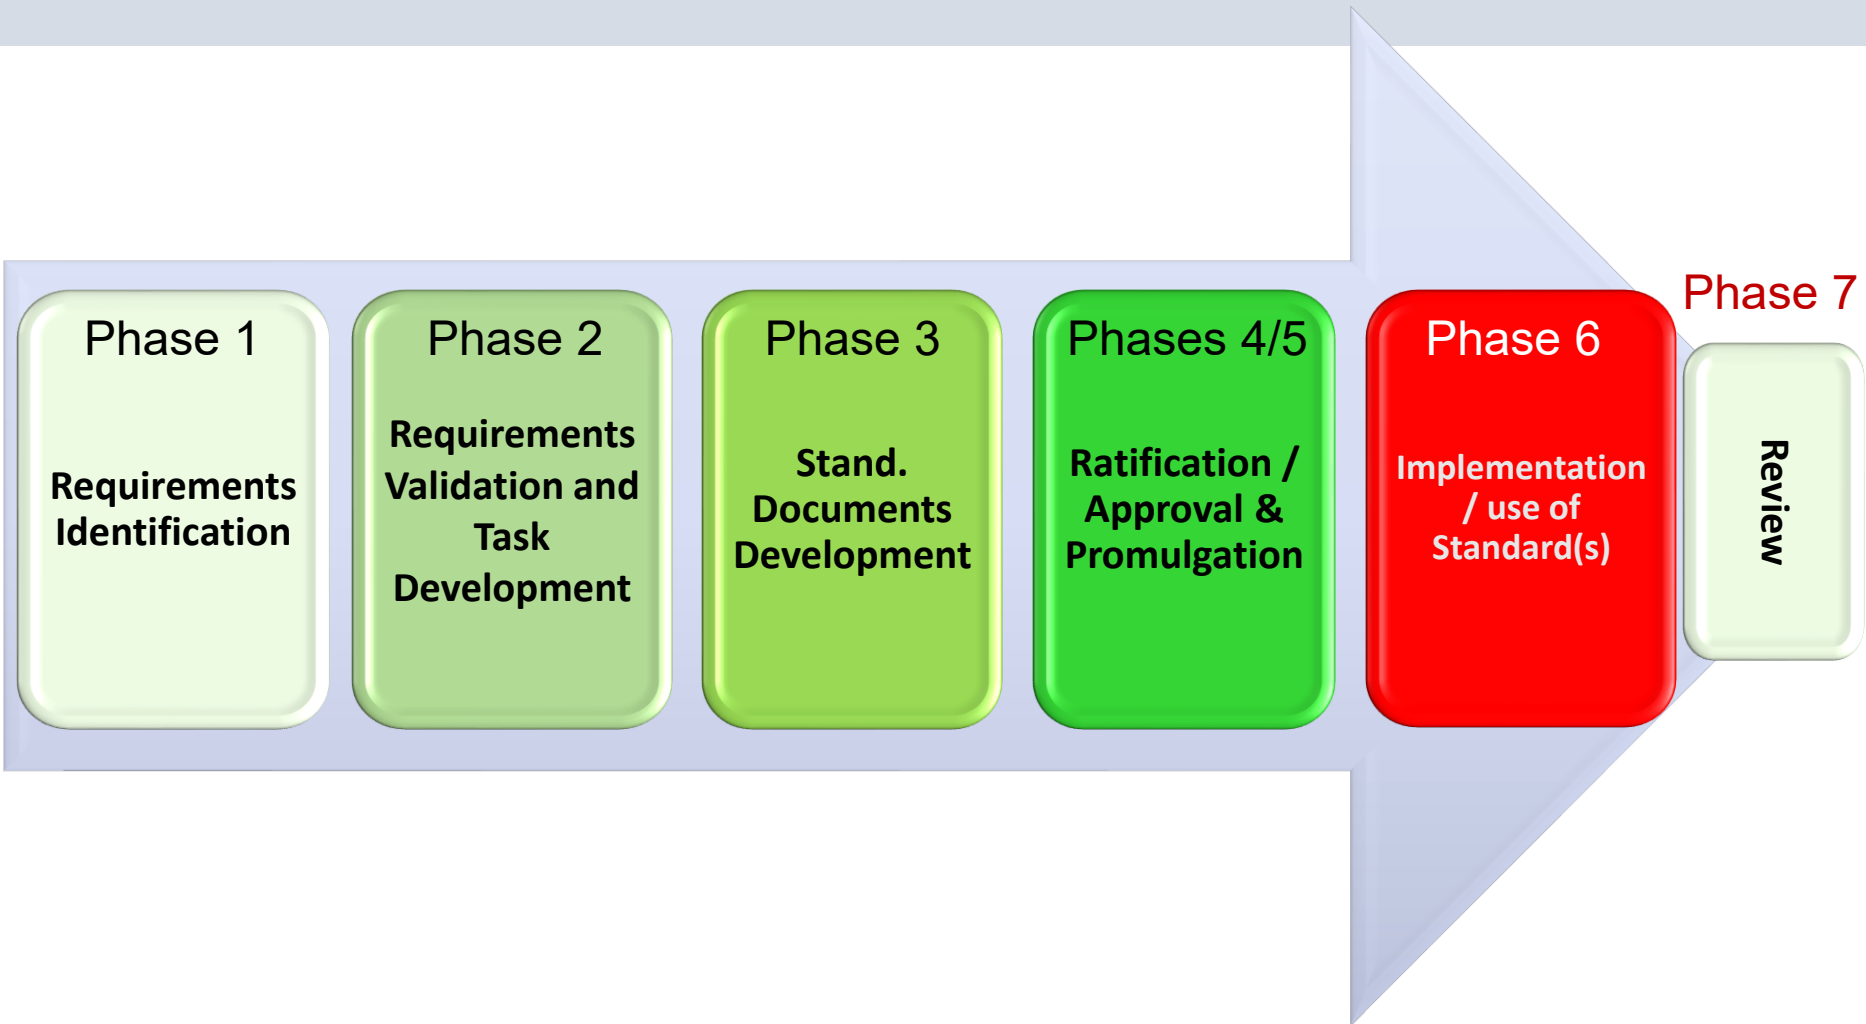 Phase 1
Requirements
Identification
Phase 2
Requirements
Validation and
Task
Development
Phase 3
Stand.
Documents
Development
Phases 4/5
Ratification /
Approval &
Promulgation
Phase 6
Implementation
/ use of
Standard(s)
Phase 7
Review